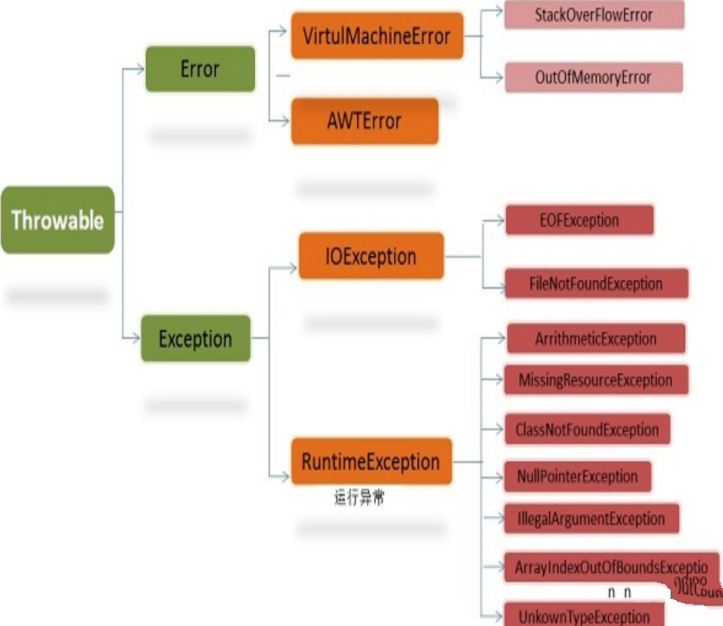 Throwable
Error
VirtulMachineError
StackOverFlowError
OutOfMemoryError
AWTError
Exception
IOException
EOFException
FileNotFoundException
RuntimeException
运行异常
ArrithmeticException
MissingResourceException
ClassNotFoundException
NullPointerException
IllegalArgumentException
ArrayIndexOutOfBoundsExceptio
n n
UnkownTypeException